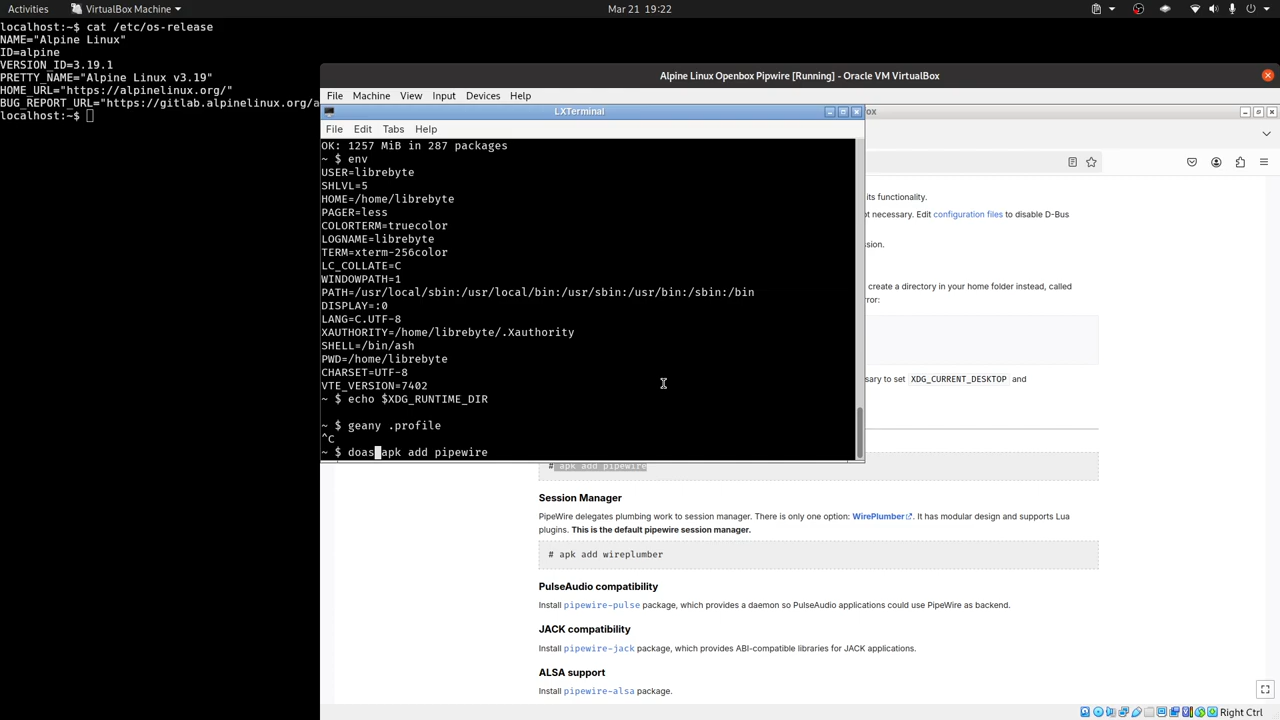 Activities
VirtualBox Machine
Mar 21 19:22
localhost:~$ cat /etc/os-release
NAME="Alpine Linux"
ID=alpine
VERSION_ID=3.19.1
PRETTY_NAME="Alpine Linux v3.19"
HOME_URL="https://alpinelinux.org/"
BUG_REPORT_URL="https://gitlab.alpinelinux.org/a
localhost:~$
Alpine Linux Openbox Pipwire [Running] - Oracle VM VirtualBox
File Machine View Input Devices Help
LXTerminal
ox
File Edit Tabs Help
OK: 1257 MiB in 287 packages
~ $ env
USER=librebyte
SHLVL=5
HOME=/home/librebyte
PAGER=less
COLORTERM=truecolor
LOGNAME=librebyte
TERM=xterm-256color
LC_COLLATE=C
WINDOWPATH=1
PATH=/usr/local/sbin:/usr/local/bin:/usr/sbin:/usr/bin:/sbin:/bin
DISPLAY=:0
LANG=C.UTF-8
XAUTHORITY=/home/librebyte/.Xauthority
SHELL=/bin/ash
PWD=/home/librebyte
CHARSET=UTF-8
VTE_VERSION=7402
~ $ echo $XDG_RUNTIME_DIR
~ $ geany .profile
^C
~ $ doas apk add pipewire
its functionality.
ot necessary. Edit configuration files to disable D-Bus
sion.
create a directory in your home folder instead, called
ror:
sary to set XDG_CURRENT_DESKTOP and
# apk add pipewire
Session Manager
PipeWire delegates plumbing work to session manager. There is only one option: WirePlumber. It has modular design and supports Lua
plugins. This is the default pipewire session manager.
# apk add wireplumber
PulseAudio compatibility
Install pipewire-pulse package, which provides a daemon so PulseAudio applications could use PipeWire as backend.
JACK compatibility
Install pipewire-jack package, which provides ABI-compatible libraries for JACK applications.
ALSA support
Install pipewire-alsa package.
Right Ctrl